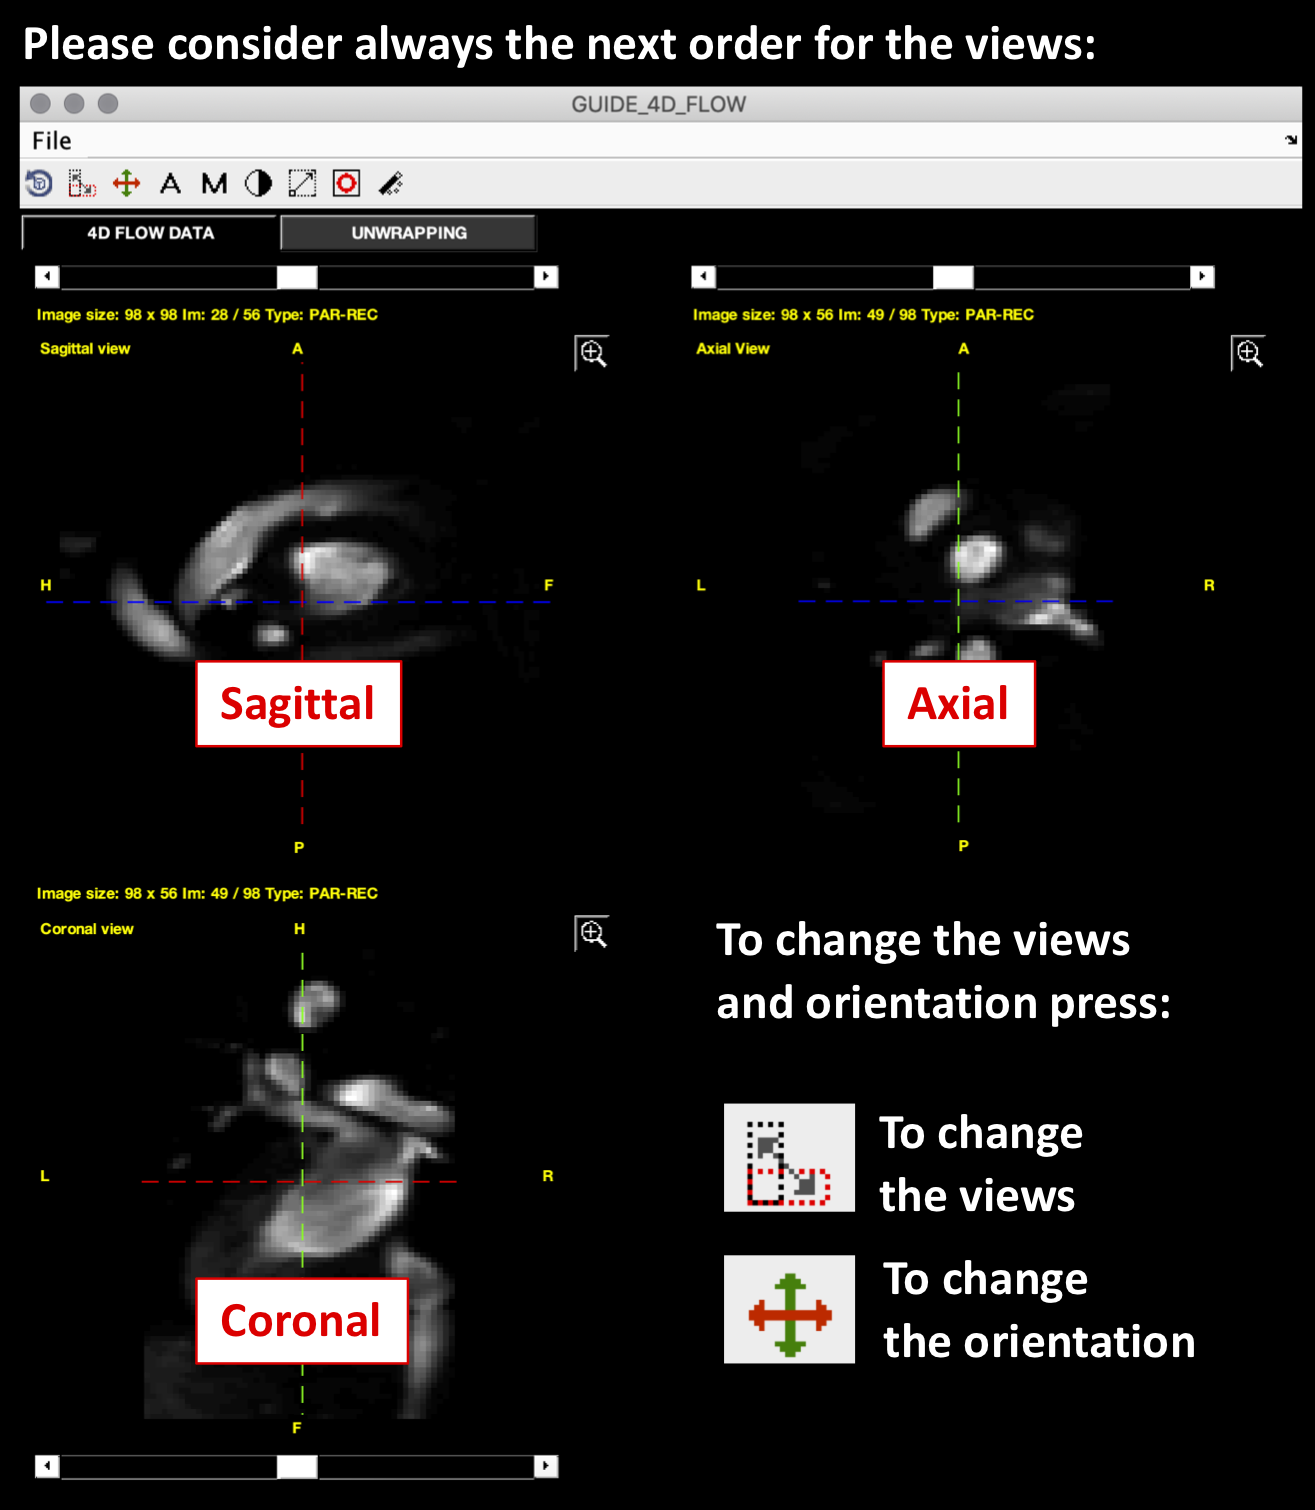 Please consider always the next order for the views:
GUIDE_4D_FLOW
File
A M
4D FLOW DATA
UNWRAPPING
Image size: 98 x 98 Im: 28 / 56 Type: PAR-REC
Sagittal view
A
H
F
Sagittal
P
Image size: 98 x 56 Im: 49 / 98 Type: PAR-REC
Axial View
A
L
R
Axial
P
Image size: 98 x 56 Im: 49 / 98 Type: PAR-REC
Coronal view
H
L
R
Coronal
F
To change the views
and orientation press:
To change
the views
To change
the orientation